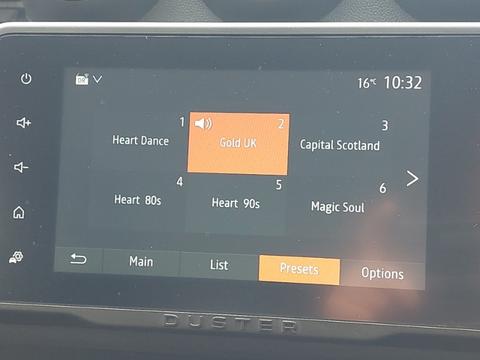 DR
16°C 10:32
1 2 3
Heart Dance Gold UK Capital Scotland
4 5 6
Heart 80s Heart 90s Magic Soul
Main List Presets Options
DUSTER